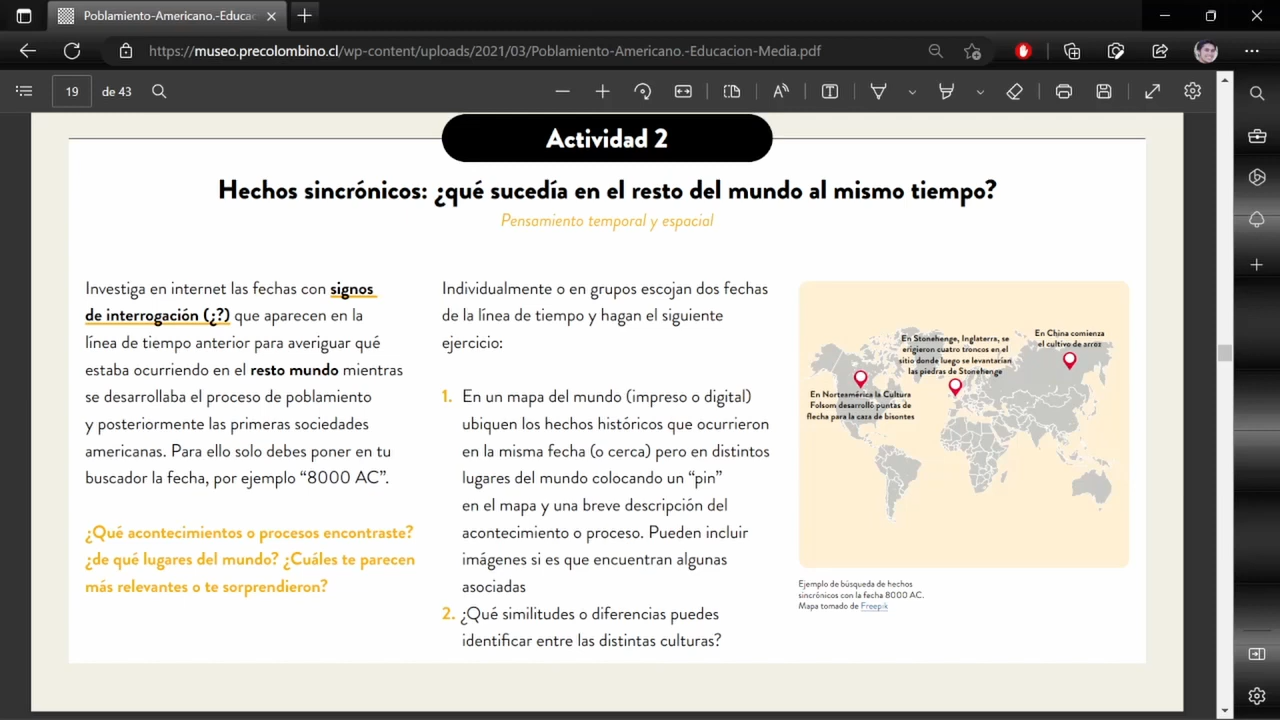 Poblamiento-Americano.-Educac
https://museo.precolombino.cl/wp-content/uploads/2021/03/Poblamiento-Americano.-Educacion-Media.pdf
19 de 43
Actividad 2
Hechos sincrónicos: ¿qué sucedía en el resto del mundo al mismo tiempo?
Pensamiento temporal y espacial
Investiga en internet las fechas con signos
de interrogación (¿?) que aparecen en la
línea de tiempo anterior para averiguar qué
estaba ocurriendo en el resto mundo mientras
se desarrollaba el proceso de poblamiento
y posteriormente las primeras sociedades
americanas. Para ello solo debes poner en tu
buscador la fecha, por ejemplo “8000 AC”.
¿Qué acontecimientos o procesos encontraste?
¿de qué lugares del mundo? ¿Cuáles te parecen
más relevantes o te sorprendieron?
Individualmente o en grupos escojan dos fechas
de la línea de tiempo y hagan el siguiente
ejercicio:
1. En un mapa del mundo (impreso o digital)
ubiquen los hechos históricos que ocurrieron
en la misma fecha (o cerca) pero en distintos
lugares del mundo colocando un “pin”
en el mapa y una breve descripción del
acontecimiento o proceso. Pueden incluir
imágenes si es que encuentran algunas
asociadas
2. ¿Qué similitudes o diferencias puedes
identificar entre las distintas culturas?
En Stonehenge, Inglaterra, se
erigieron cuatro troncos en el
sitio donde luego se levantarían
las piedras de Stonehenge
En China comienza
el cultivo de arroz
En Norteamérica la Cultura
Folsom desarrolló puntas de
flecha para la caza de bisontes
Ejemplo de búsqueda de hechos
sincrónicos con la fecha 8000 AC.
Mapa tomado de Freepik